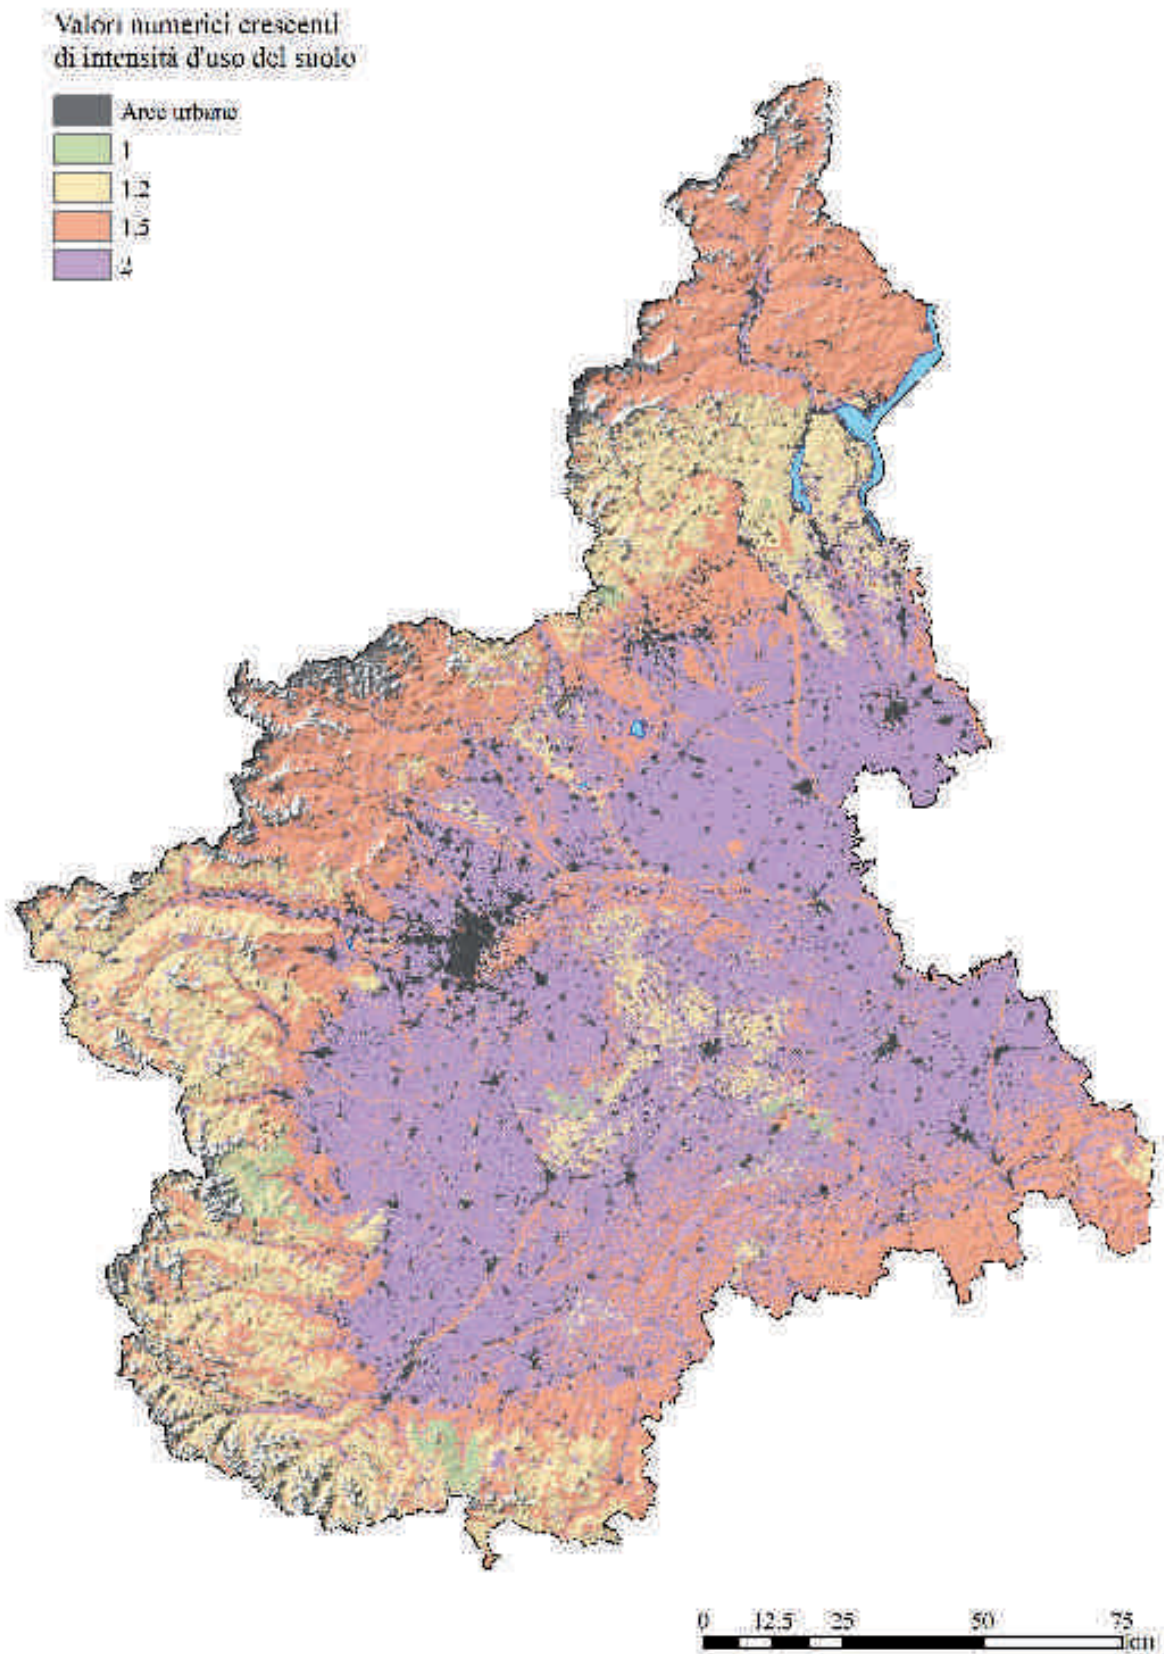 Valori numerici crescenti
di intensità d'uso del suolo
Aree urbane
1
1.2
1.5
0 12.5 25 50 75
km